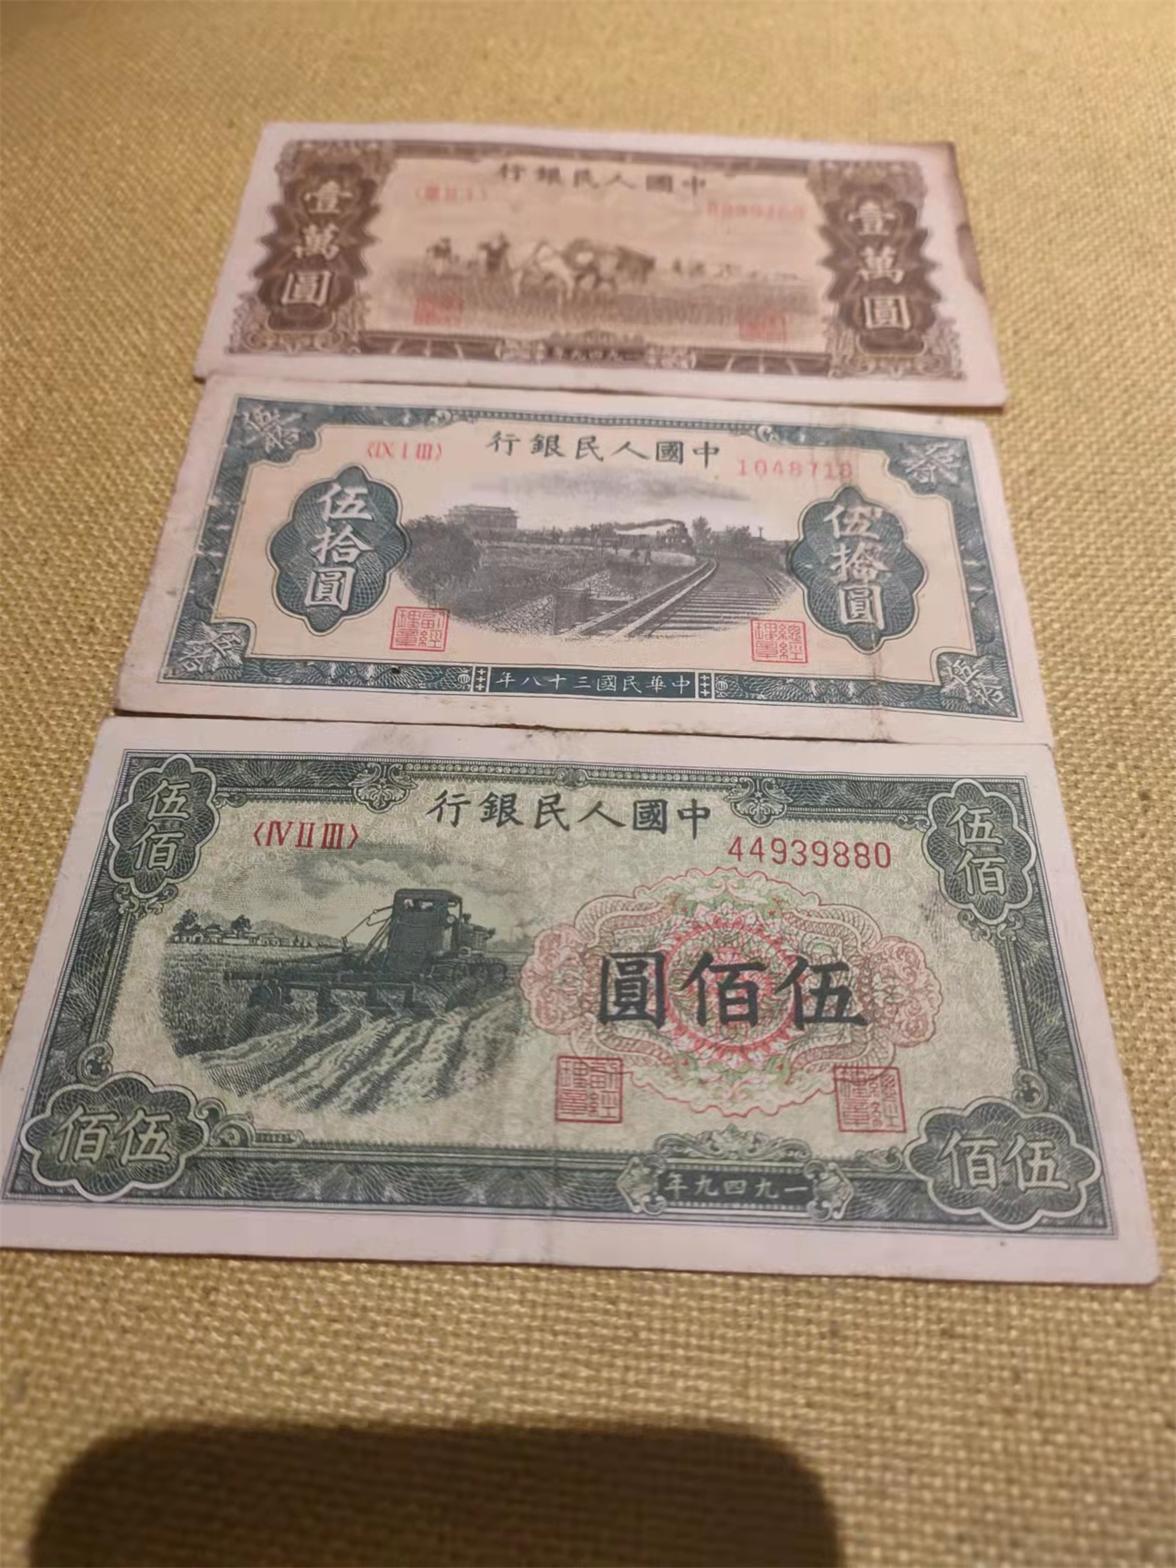 中國人民銀行
壹萬圓
壹萬圓
中國人民銀行
〈IX I III〉
伍拾圓
伍拾圓
中華民國三十八年
中國人民銀行
〈IV II III〉
44939880
伍佰
伍佰
伍佰圓
伍佰
伍佰
一九四九年